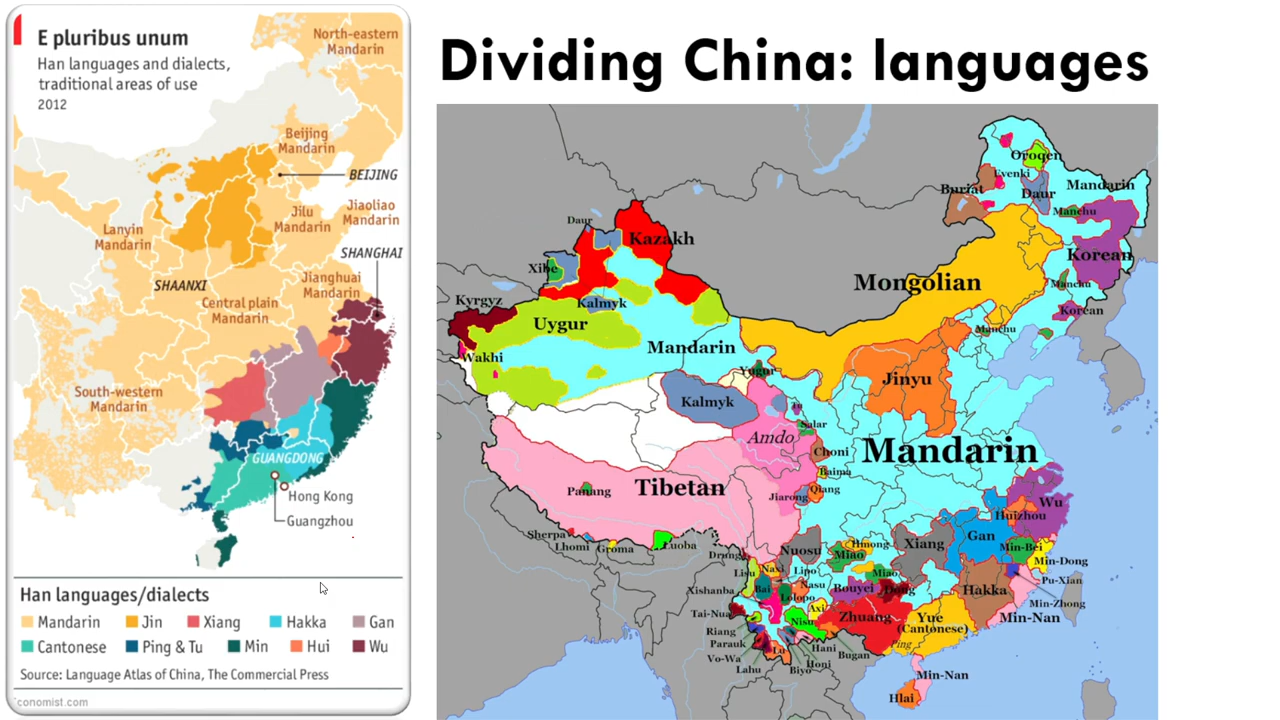 E pluribus unum
Han languages and dialects,
traditional areas of use
2012
North-eastern
Mandarin
Beijing
Mandarin
BEIJING
Jilu
Mandarin
Jiaoliao
Mandarin
Lanyin
Mandarin
SHANGHAI
SHAANXI
Jianghuai
Mandarin
Central plain
Mandarin
South-western
Mandarin
GUANGDONG
Hong Kong
Guangzhou
Han languages/dialects
Mandarin Jin Xiang Hakka Gan
Cantonese Ping & Tu Min Hui Wu
Source: Language Atlas of China, The Commercial Press
conomist.com
Dividing China: languages
Oroqen
Evenki
Buriat
Daur
Mandarin
Manchu
Daur
Kazakh
Korean
Xibe
Mongolian
Manchu
Kyrgyz
Kalmyk
Korean
Uygur
Manchu
Mandarin
Wakhi
Yugur
Jinyu
Kalmyk
Tu
Salar
Amdo
Mandarin
Choni
Baima
Panang
Tibetan
Qiang
Jiarong
Wu
Huizhou
Sherpa
Lhomi
Groma
Luoba
Drung
Nuosu
Hmong
Miao
Xiang
Gan
Min-Bei
Min-Dong
Lisu
Naxi
Lipo
Miao
Pu-Xian
Xishanba
Bai
Nasu
Lolopo
Bouyei
Dong
Hakka
Min-Zhong
Tai-Nua
Axi
Nisu
Zhuang
Yue
(Cantonese)
Min-Nan
Riang
Parauk
Ping
Vo-Wa
Lu
Hani
Bugan
Lahu
Biyo
Honi
Min-Nan
Hlai